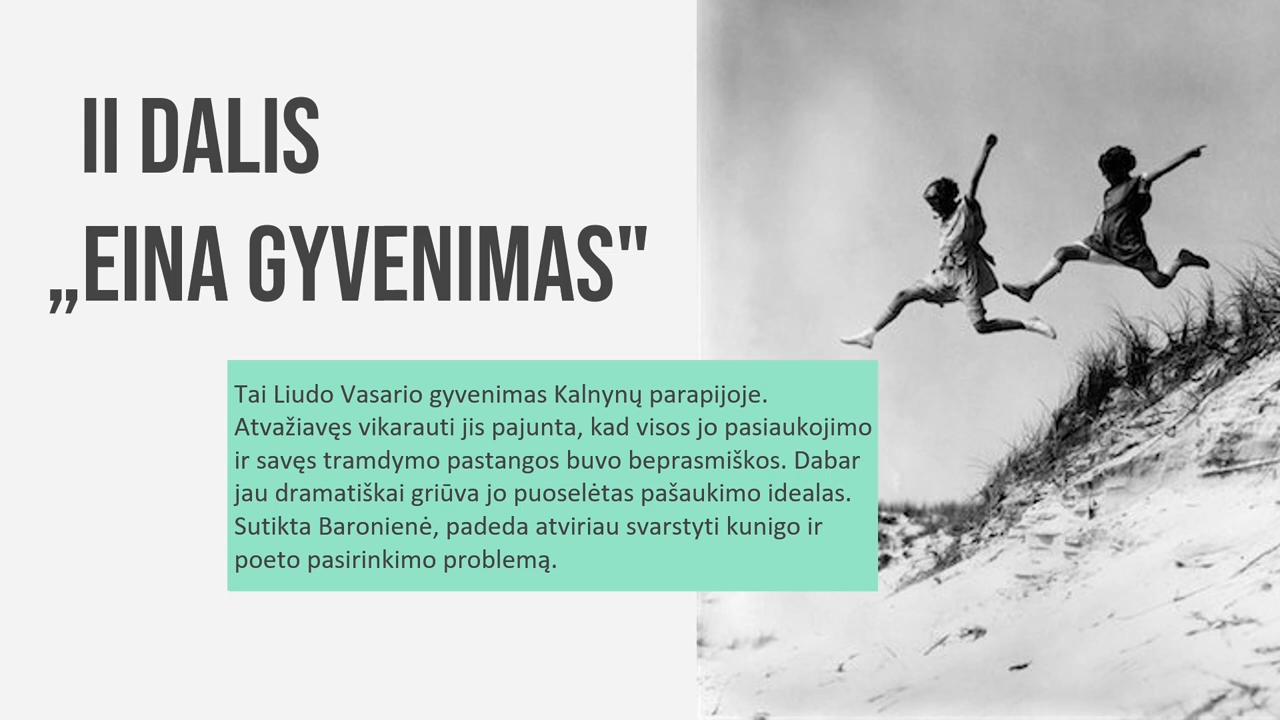 II DALIS
„EINA GYVENIMAS"
Tai Liudo Vasario gyvenimas Kalnynų parapijoje.
Atvažiavęs vikarauti jis pajunta, kad visos jo pasiaukojimo
ir savęs tramdymo pastangos buvo beprasmiškos. Dabar
jau dramatiškai griūva jo puoselėtas pašaukimo idealas.
Sutikta Baronienė, padeda atviriau svarstyti kunigo ir
poeto pasirinkimo problemą.